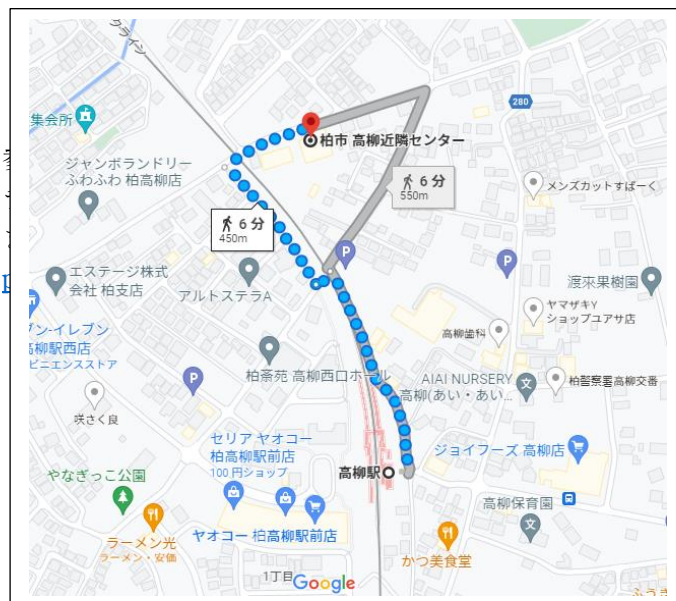 クライン
280
集会所
柏市 高柳近隣センター
ジャンボランドリー
ふわふわ 柏高柳店
6 分
550m
メンズカットすぱーく
6 分
450m
P
P
エステージ株式
会社 柏支店
アルトステラA
渡来果樹園
ヤマザキY
ショップユアサ店
ブン-イレブン
高柳駅西店
ビニエンスストア
高柳歯科
柏斎苑 高柳西口ホール
P
AIAI NURSERY
高柳(あい・あい...
文
柏警察署高柳交番
咲さく良
セリア ヤオコー
柏高柳駅前店
100 円ショップ
高柳駅
ジョイフーズ 高柳店
やなぎっこ公園
高柳保育園
文
ヤオコー 柏高柳駅前店
ラーメン光
ラーメン・安価
かつ美食堂
1丁目
Google